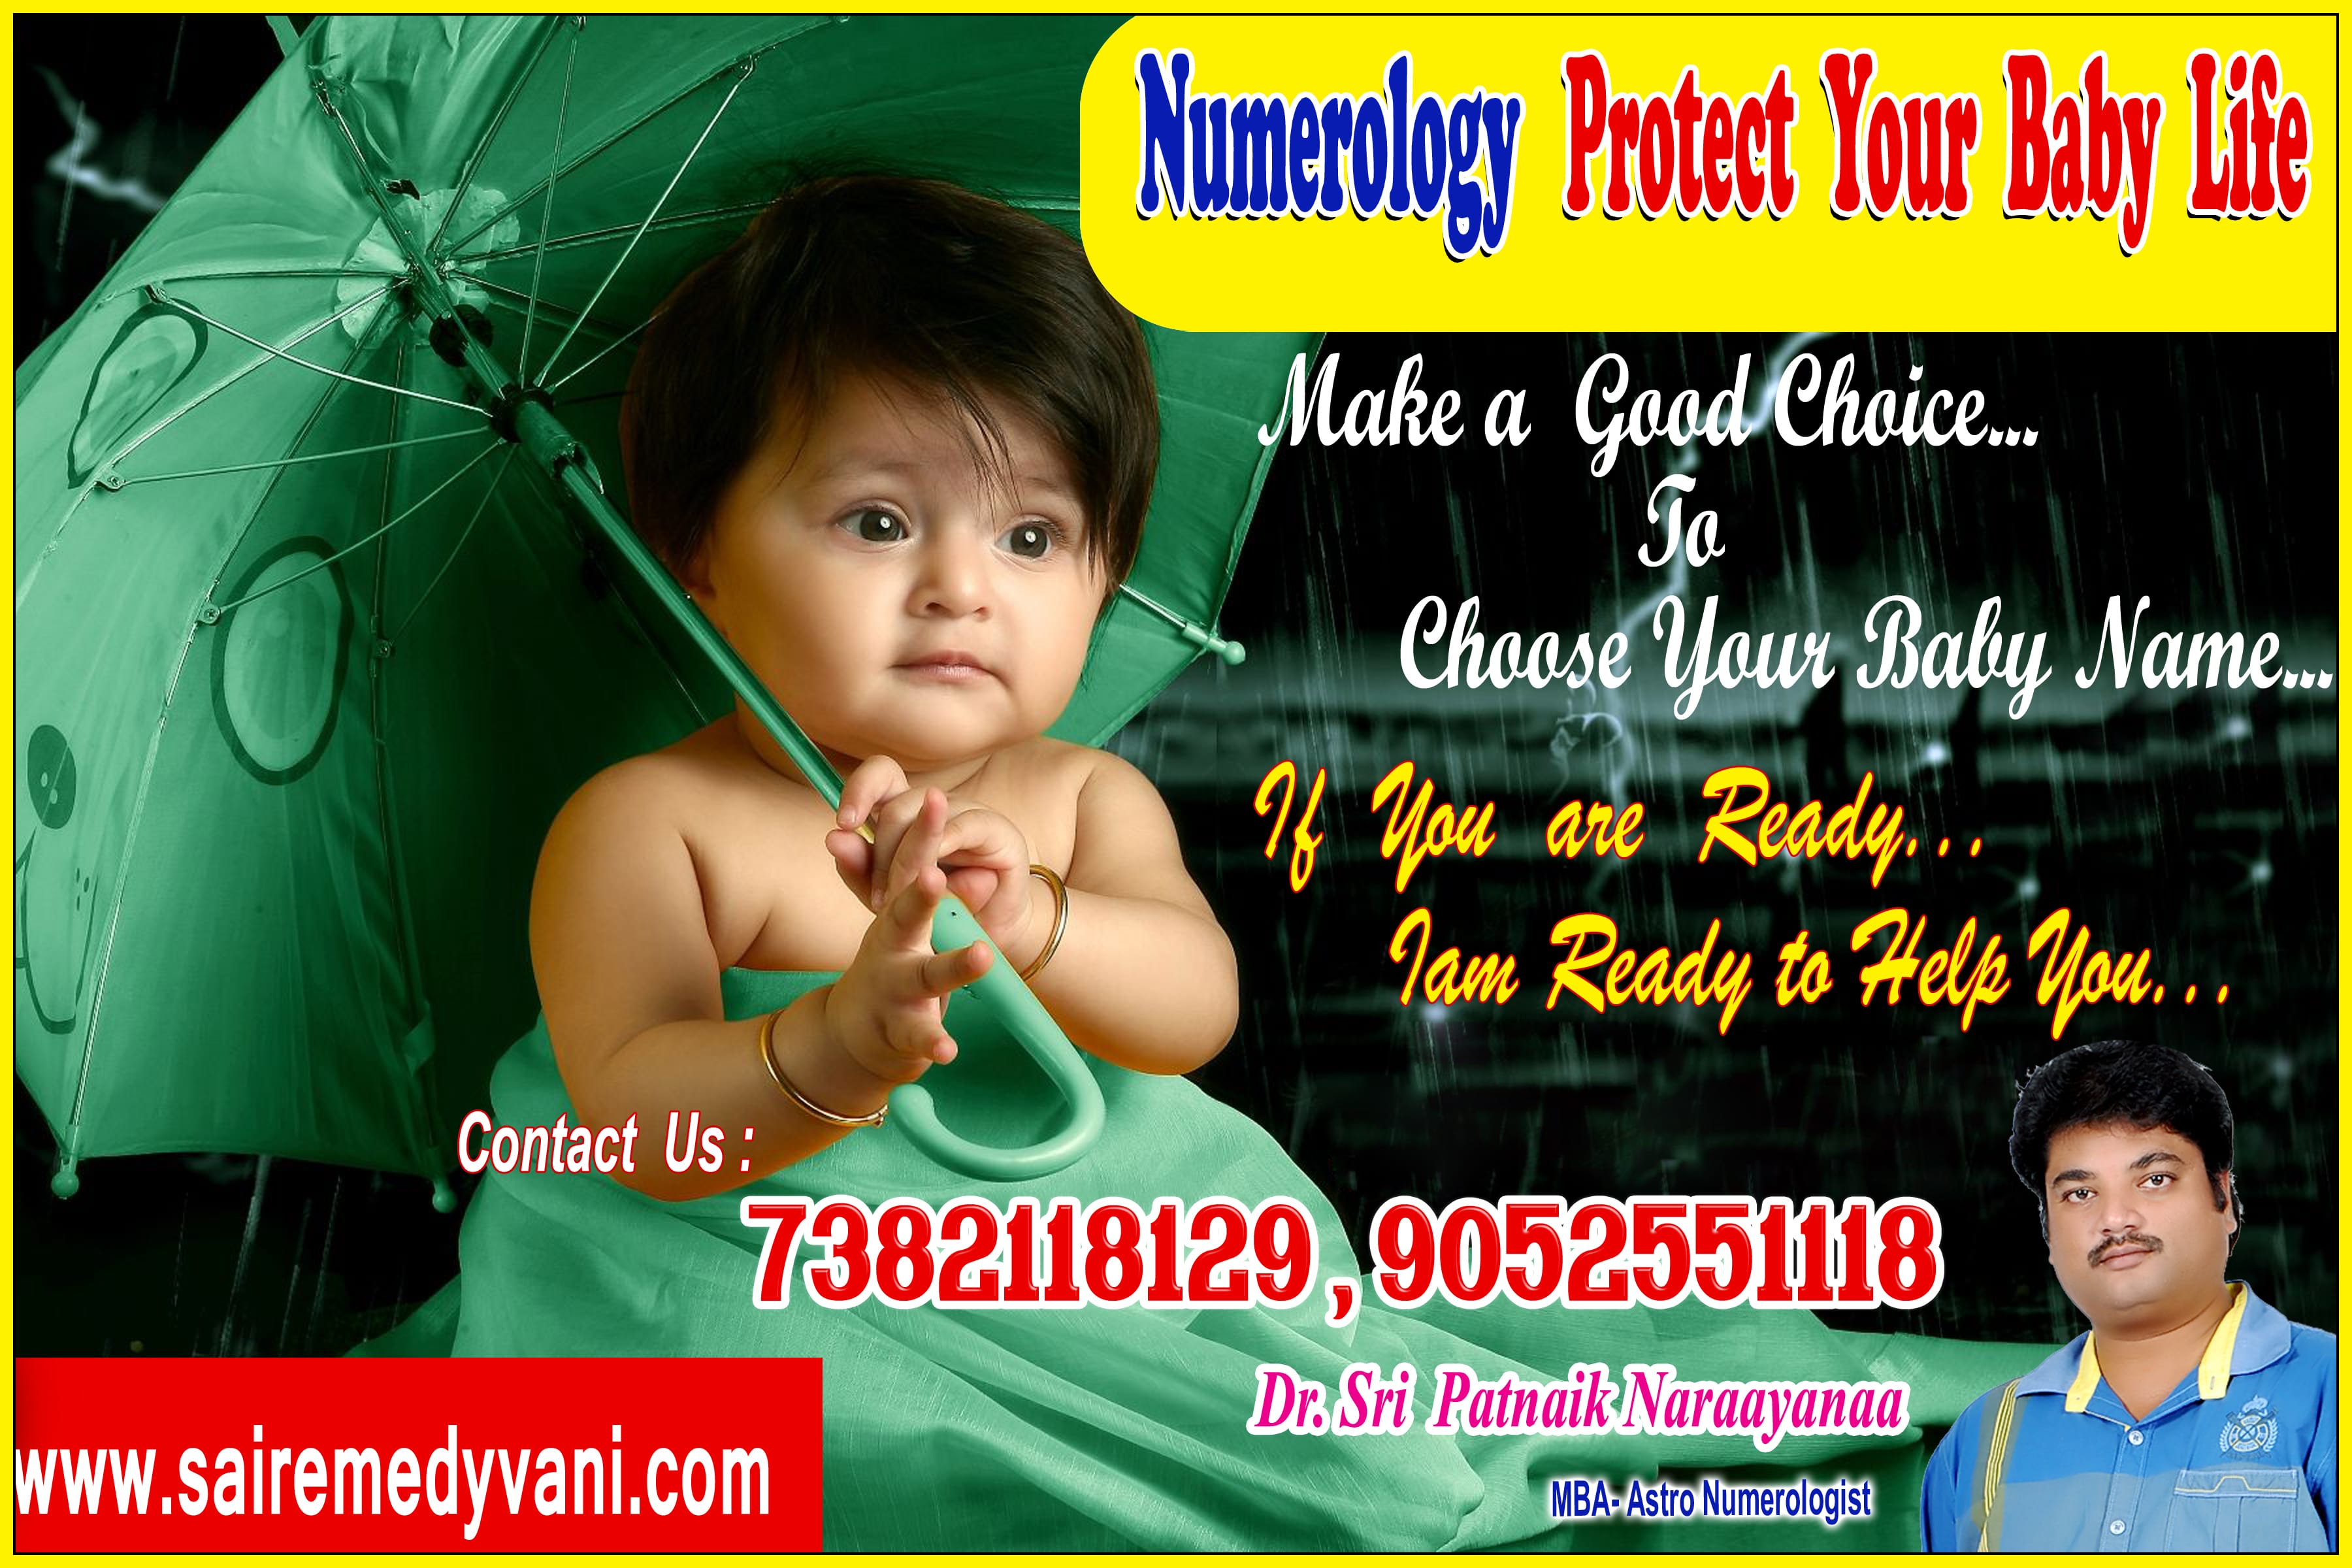 Numerology Protect Your Baby Life
Make a Good Choice...
To
Choose Your Baby Name...
If You are Ready...
Iam Ready to Help You...
Contact Us :
7382118129 , 9052551118
Dr. Sri Patnaik Naraayanaa
MBA- Astro Numerologist
www.sairemedyvani.com